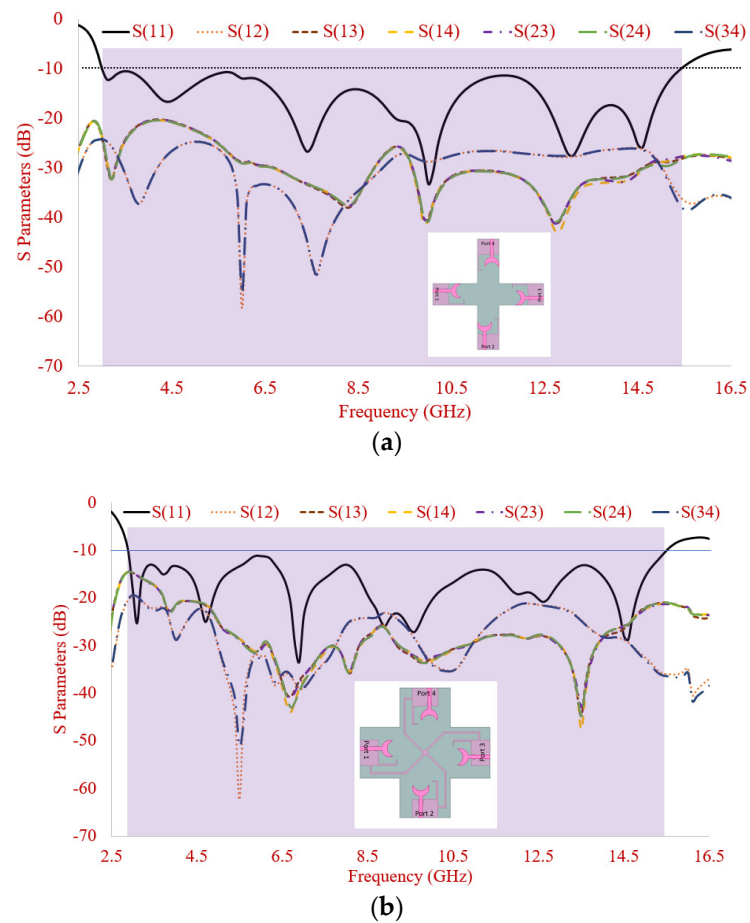 S(11) S(12) S(13) S(14) S(23) S(24) S(34)
0
-10
-20
-30
-40
-50
-60
-70
S Parameters (dB)
Port 4
Port 1
Port 3
Port 2
2.5 4.5 6.5 8.5 10.5 12.5 14.5 16.5
Frequency (GHz)
(a)
S(11) S(12) S(13) S(14) S(23) S(24) S(34)
0
-10
-20
-30
-40
-50
-60
-70
S Parameters (dB)
Port 4
Port 1
Port 3
Port 2
2.5 4.5 6.5 8.5 10.5 12.5 14.5 16.5
Frequency (GHz)
(b)